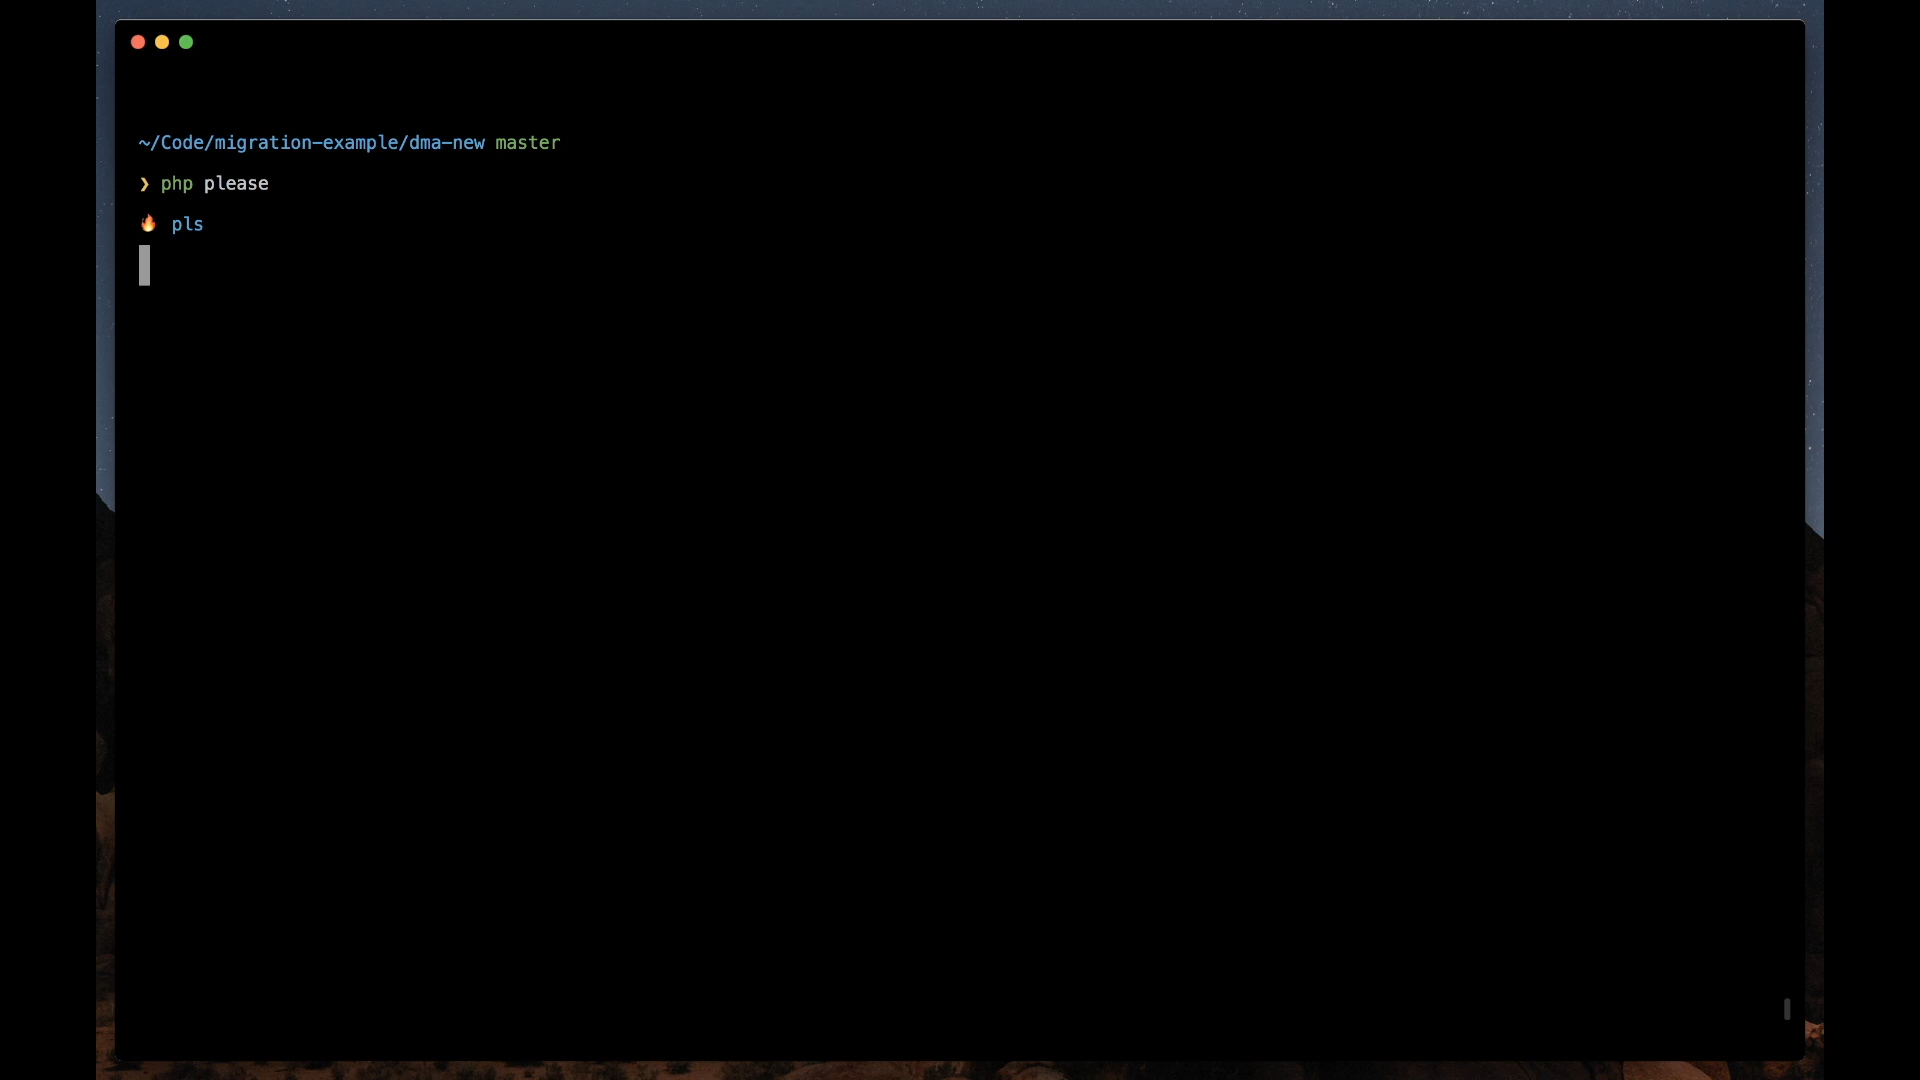 ~/Code/migration-example/dma-new master
❯ php please
🔥 pls